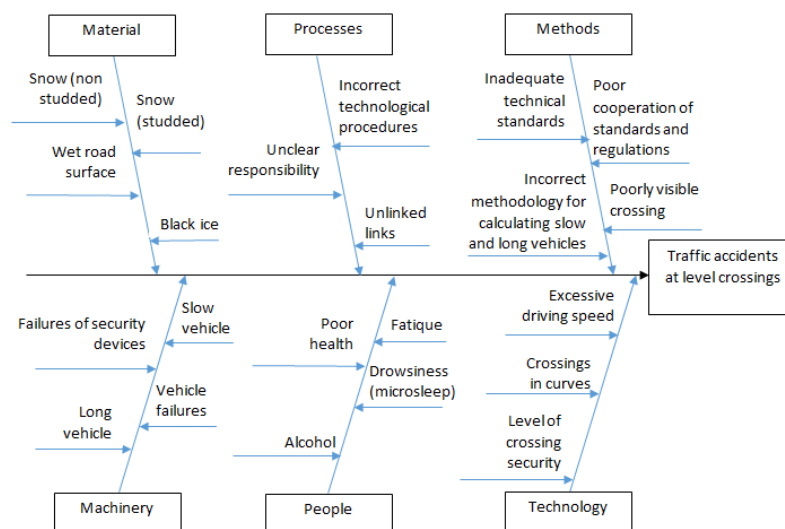 Material
Processes
Methods
Snow (non
studded)
Snow
(studded)
Wet road
surface
Black ice
Incorrect
technological
procedures
Unclear
responsibility
Unlinked
links
Inadequate
technical
standards
Poor
cooperation of
standards and
regulations
Incorrect
methodology for
calculating slow
and long vehicles
Poorly visible
crossing
Traffic accidents
at level crossings
Failures of security
devices
Slow
vehicle
Long
vehicle
Vehicle
failures
Poor
health
Fatique
Drowsiness
(microsleep)
Alcohol
Excessive
driving speed
Crossings
in curves
Level of
crossing
security
Machinery
People
Technology